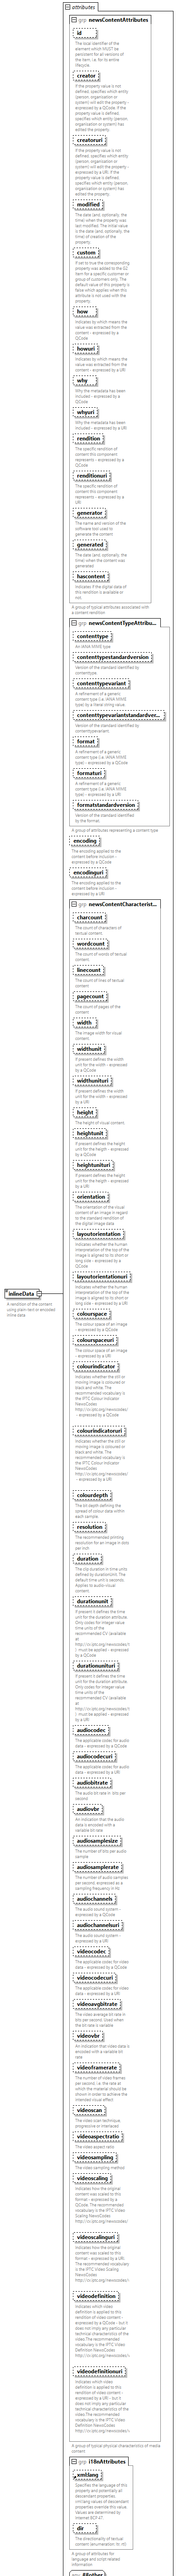 attributes
grp newsContentAttributes
id
The local identifier of the
element which MUST be
persistent for all versions of
the item, i.e. for its entire
lifecycle.
creator
If the property value is not
defined, specifies which entity
(person, organisation or
system) will edit the property -
expressed by a QCode. If the
property value is defined,
specifies which entity (person,
organisation or system) has
edited the property.
creatoruri
If the property value is not
defined, specifies which entity
(person, organisation or
system) will edit the property -
expressed by a URI. If the
property value is defined,
specifies which entity (person,
organisation or system) has
edited the property.
modified
The date (and, optionally, the
time) when the property was
last modified. The initial value
is the date (and, optionally, the
time) of creation of the
property.
custom
If set to true the corresponding
property was added to the G2
Item for a specific customer or
group of customers only. The
default value of this property is
false which applies when this
attribute is not used with the
property.
how
Indicates by which means the
value was extracted from the
content - expressed by a
QCode
howuri
Indicates by which means the
value was extracted from the
content - expressed by a URI
why
Why the metadata has been
included - expressed by a
QCode
whyuri
Why the metadata has been
included - expressed by a URI
rendition
The specific rendition of
content this component
represents - expressed by a
QCode
renditionuri
The specific rendition of
content this component
represents - expressed by a
URI
generator
The name and version of the
software tool used to
generate the content
generated
The date (and, optionally, the
time) when the content was
generated
hascontent
Indicates if the digital data of
this rendition is available or
not.
A group of typical attributes associated with
a content rendition
grp newsContentTypeAttribu...
contenttype
An IANA MIME type
contenttypestandardversion
Version of the standard identified by
contenttype.
contenttypevariant
A refinement of a generic
content type (i.e. IANA MIME
type) by a literal string value.
contenttypevariantstandardver...
Version of the standard identified by
contenttypevariant.
format
A refinement of a generic
content type (i.e. IANA MIME
type) - expressed by a QCode
formaturi
A refinement of a generic
content type (i.e. IANA MIME
type) - expressed by a URI
formatstandardversion
Version of the standard identified
by the format.
A group of attributes representing a content type
encoding
The encoding applied to the
content before inclusion -
expressed by a QCode
encodinguri
The encoding applied to the
content before inclusion -
expressed by a URI
grp newsContentCharacterist...
charcount
The count of characters of
textual content.
wordcount
The count of words of textual
content.
linecount
The count of lines of textual
content
pagecount
The count of pages of the
content
width
The image width for visual
content.
widthunit
If present defines the width
unit for the width - expressed
by a QCode
widthunituri
If present defines the width
unit for the width - expressed
by a URI
height
The height of visual content.
heightunit
If present defines the height
unit for the heigth - expressed
by a QCode
heightunituri
If present defines the height
unit for the heigth - expressed
by a URI
orientation
The orientation of the visual
content of an image in regard
to the standard rendition of
the digital image data.
layoutorientation
Indicates whether the human
interpretation of the top of the
image is aligned to its short or
long side - expressed by a
QCode
layoutorientationuri
Indicates whether the human
interpretation of the top of the
image is aligned to its short or
long side - expressed by a URI
colourspace
The colour space of an image
- expressed by a QCode
colourspaceuri
The colour space of an image
- expressed by a URI
colourindicator
Indicates whether the still or
moving image is coloured or
black and white. The
recommended vocabulary is
the IPTC Colour Indicator
NewsCodes
http://cv.iptc.org/newscodes/
- expressed by a QCode
colourindicatoruri
Indicates whether the still or
moving image is coloured or
black and white. The
recommended vocabulary is
the IPTC Colour Indicator
NewsCodes
http://cv.iptc.org/newscodes/
- expressed by a URI
colourdepth
The bit depth defining the
spread of colour data within
each sample.
resolution
The recommended printing
resolution for an image in dots
per inch
duration
The clip duration in time units
defined by durationUnit. The
default time unit is seconds.
Applies to audio-visual
content.
durationunit
If present it defines the time
unit for the duration attribute.
Only codes for integer value
time units of the
recommended CV (available
at
must be applied - expressed
by a QCode
durationunituri
If present it defines the time
unit for the duration attribute.
Only codes for integer value
time units of the
recommended CV (available
at
must be applied - expressed
by a URI
audiocodec
The applicable codec for audio
data - expressed by a QCode
audiocodecuri
The applicable codec for audio
data - expressed by a URI
audiobitrate
The audio bit rate in bits per
second
audiovbr
An indication that the audio
data is encoded with a
variable bit rate
audiosamplesize
The number of bits per audio
sample
audiosamplerate
The number of audio samples
per second, expressed as a
sampling frequency in Hz
audiochannels
The audio sound system -
expressed by a QCode
audiochannelsuri
The audio sound system -
expressed by a URI
videocodec
The applicable codec for video
data - expressed by a QCode
videocodecuri
The applicable codec for video
data - expressed by a URI
videoavgbitrate
The video average bit rate in
bits per second. Used when
the bit rate is variable
videovbr
An indication that video data is
encoded with a variable bit
rate
videoframerate
The number of video frames
per second, i.e. the rate at
which the material should be
shown in order to achieve the
intended visual effect
videoscan
The video scan technique,
progressive or interlaced
videoaspectratio
The video aspect ratio
videosampling
The video sampling method
videoscaling
Indicates how the original
content was scaled to this
format - expressed by a
QCode. The recommended
vocabulary is the IPTC Video
Scaling NewsCodes
videoscalinguri
Indicates how the original
content was scaled to this
format - expressed by a URI.
The recommended vocabulary
is the IPTC Video Scaling
NewsCodes
videodefinition
Indicates which video
definition is applied to this
rendition of video content -
expressed by a QCode - but it
does not imply any particular
technical characteristics of the
video. The recommended
vocabulary is the IPTC Video
Definition NewsCodes
videodefinitionuri
Indicates which video
definition is applied to this
rendition of video content -
expressed by a URI - but it
does not imply any particular
technical characteristics of the
video. The recommended
vocabulary is the IPTC Video
Definition NewsCodes
A group of typical physical characteristics of media
content
inlineData
A rendition of the content
using plain-text or encoded
inline data
grp i18nAttributes
xml:lang
Specifies the language of this
property and potentially all
descendant properties.
xml:lang values of descendant
properties override this value.
Values are determined by
Internet BCP 47.
dir
The directionality of textual
content (enumeration: ltr, rtl)
A group of attributes for
language and script related
information